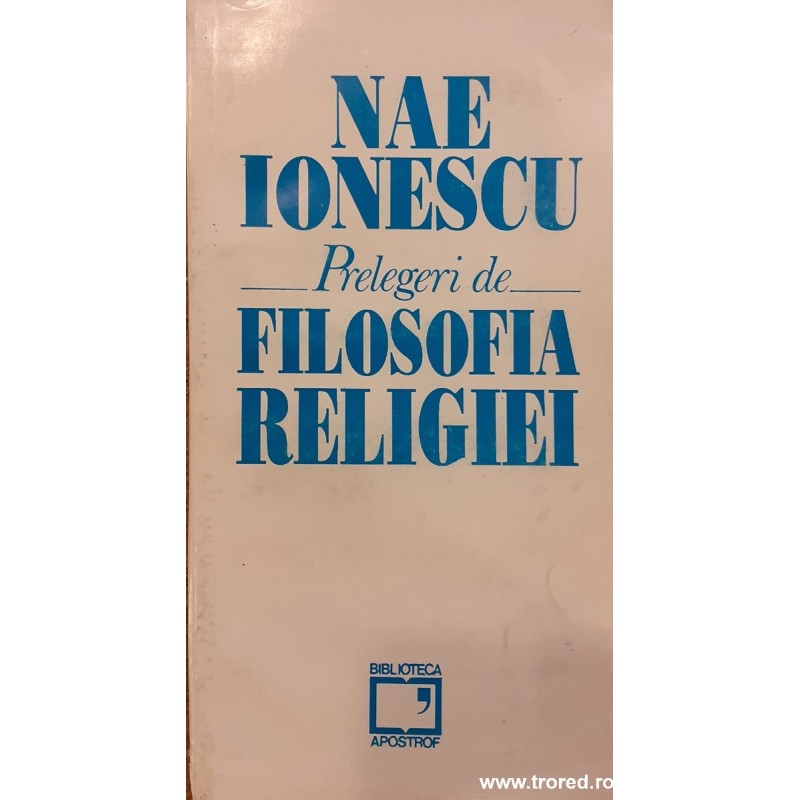 NAE
IONESCU
Prelegeri de
FILOSOFIA
RELIGIEI
BIBLIOTECA
,
APOSTROF
www.trored.ro